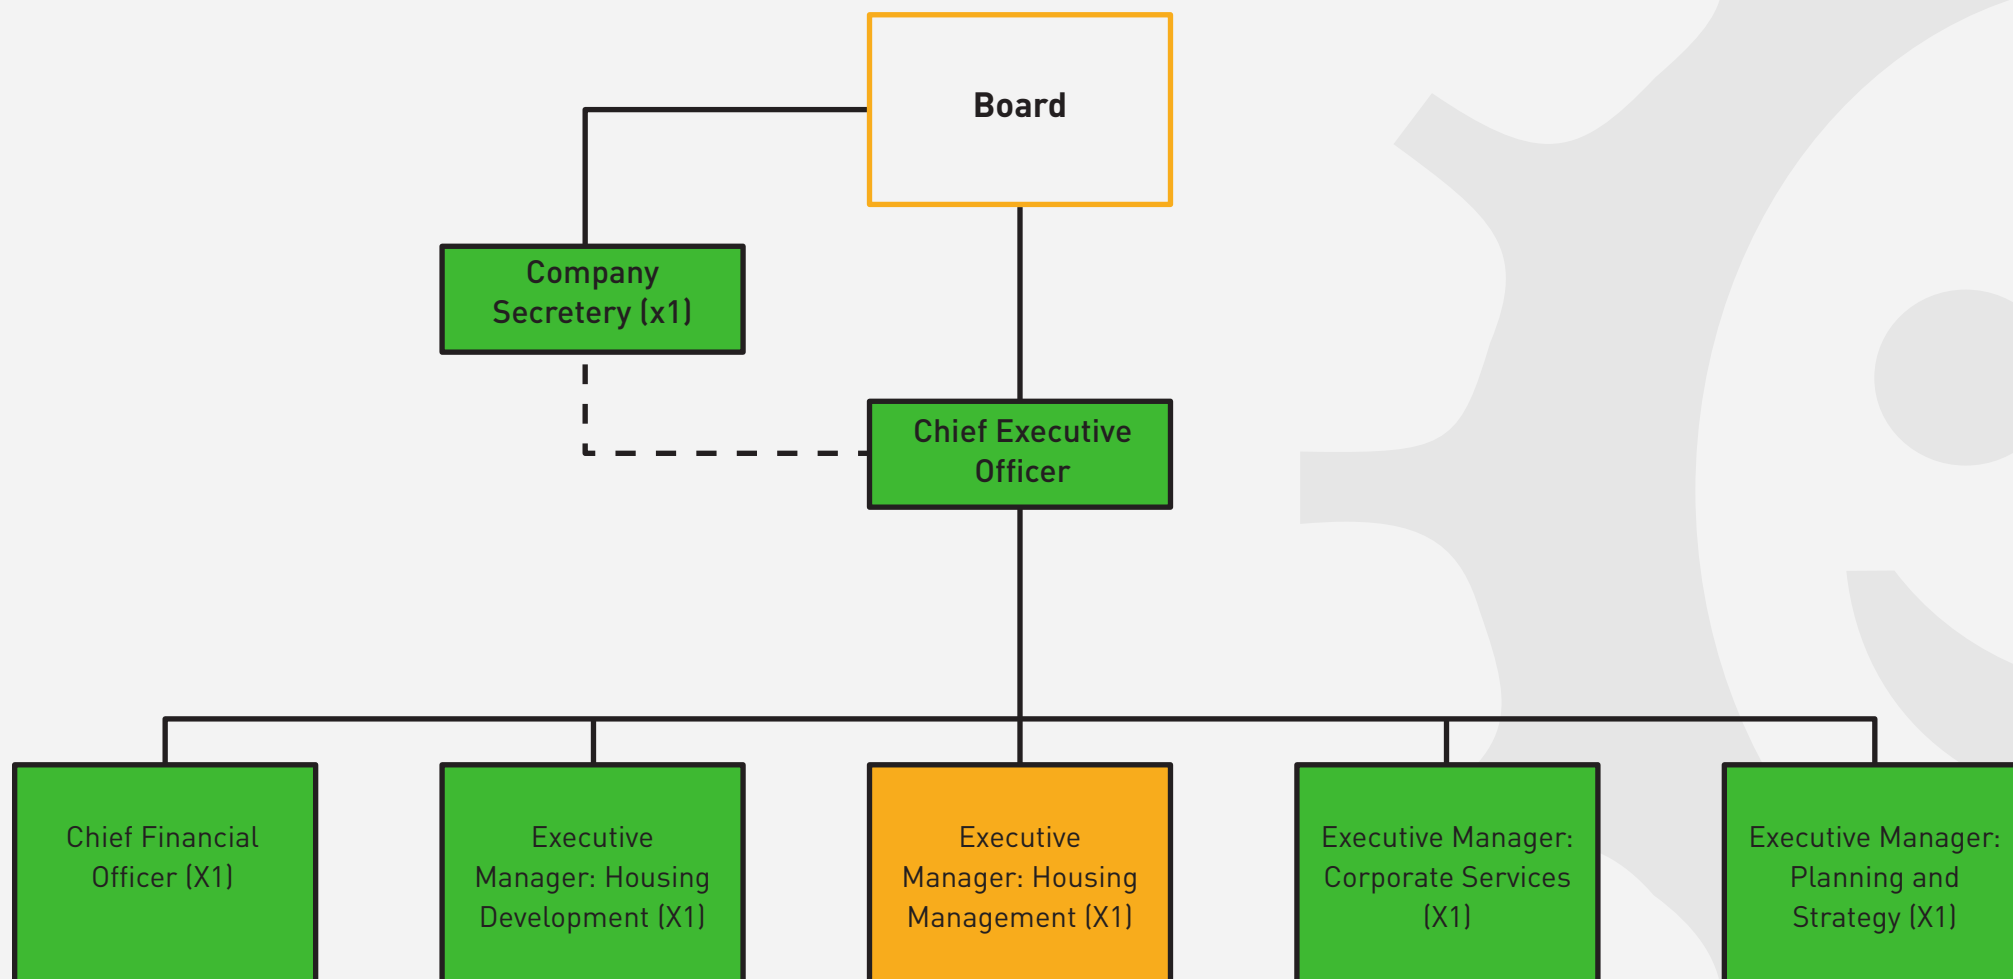 Board
Company
Secretery (x1)
Chief Executive
Officer
Chief Financial
Officer (X1)
Executive
Manager: Housing
Development (X1)
Executive
Manager: Housing
Management (X1)
Executive Manager:
Corporate Services
(X1)
Executive Manager:
Planning and
Strategy (X1)